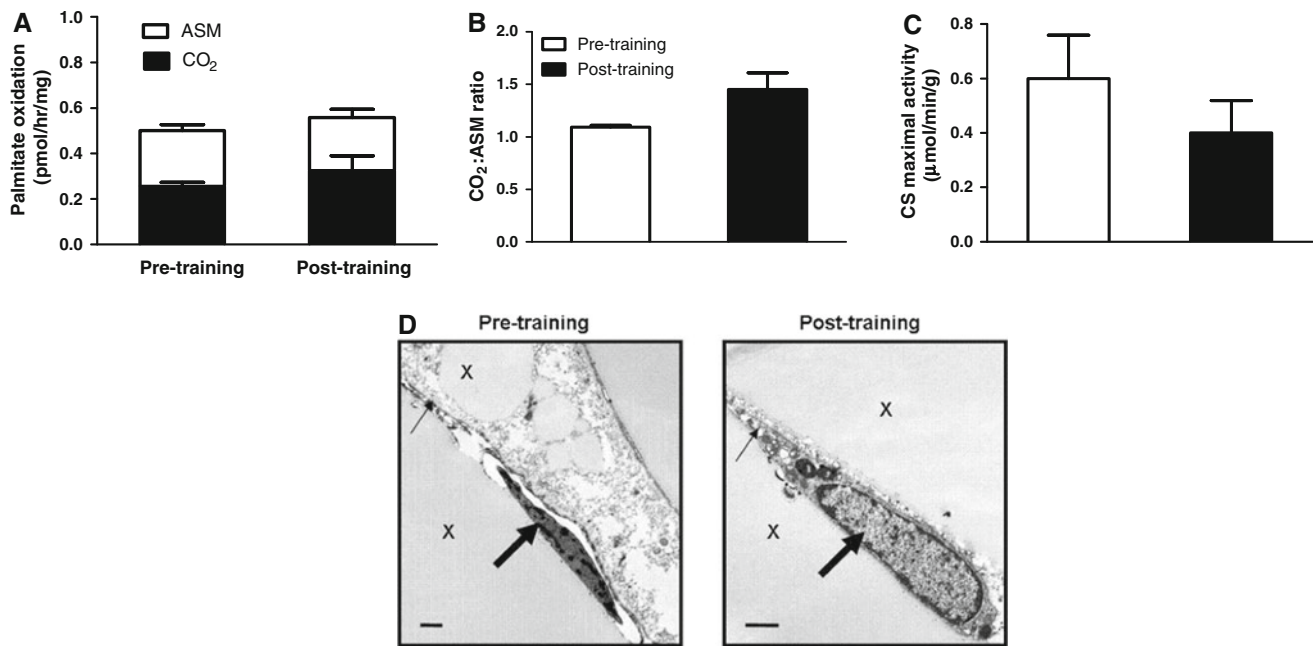 A
Palmitate oxidation
(pmol/hr/mg)
1.0
0.8
0.6
0.4
0.2
0.0
ASM
CO₂
Pre-training
Post-training
B
CO₂:ASM ratio
2.0
1.5
1.0
0.5
0.0
Pre-training
Post-training
C
CS maximal activity
(μmol/min/g)
0.8
0.6
0.4
0.2
0.0
D
Pre-training
X
X
Post-training
X
X